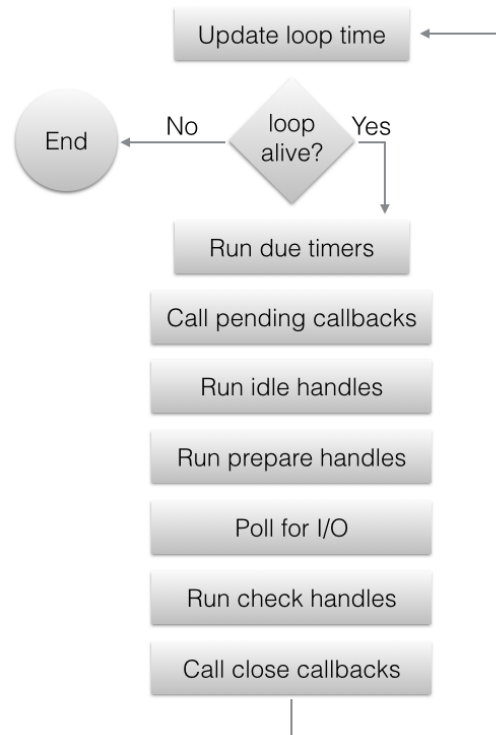 Update loop time
loop
alive?
No
Yes
End
Run due timers
Call pending callbacks
Run idle handles
Run prepare handles
Poll for I/O
Run check handles
Call close callbacks